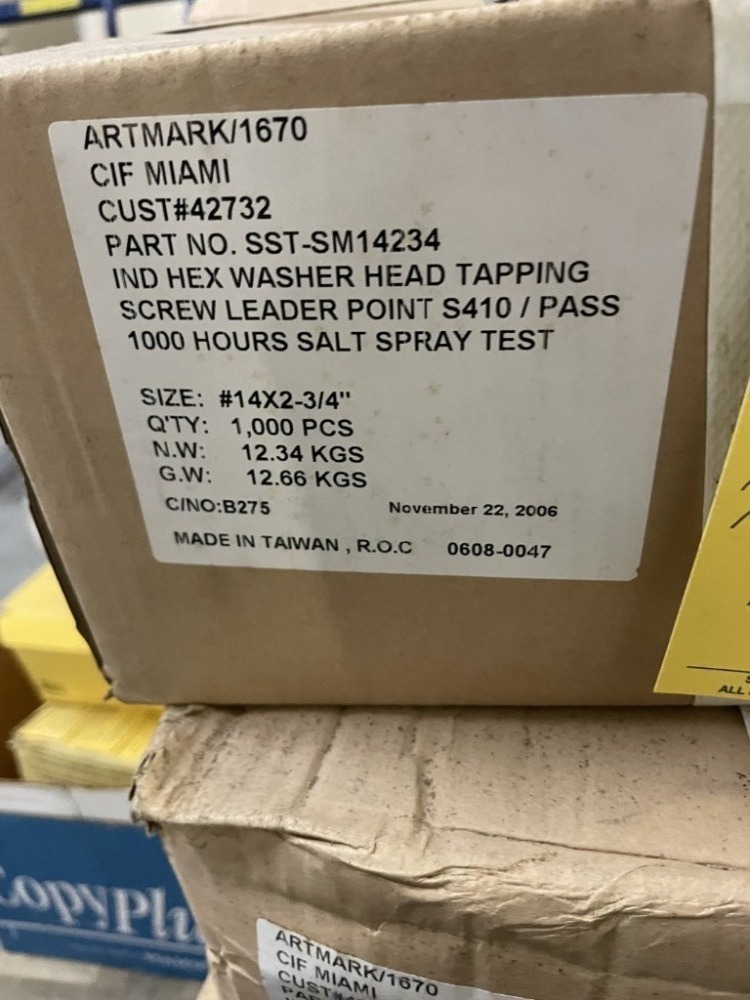 ARTMARK/1670
CIF MIAMI
CUST#42732
PART NO. SST-SM14234
IND HEX WASHER HEAD TAPPING
SCREW LEADER POINT S410 / PASS
1000 HOURS SALT SPRAY TEST
SIZE: #14X2-3/4"
Q'TY: 1,000 PCS
N.W: 12.34 KGS
G.W: 12.66 KGS
C/NO:B275 November 22, 2006
MADE IN TAIWAN , R.O.C 0608-0047
ALL
ARTMARK/1670
CIF MIAMI